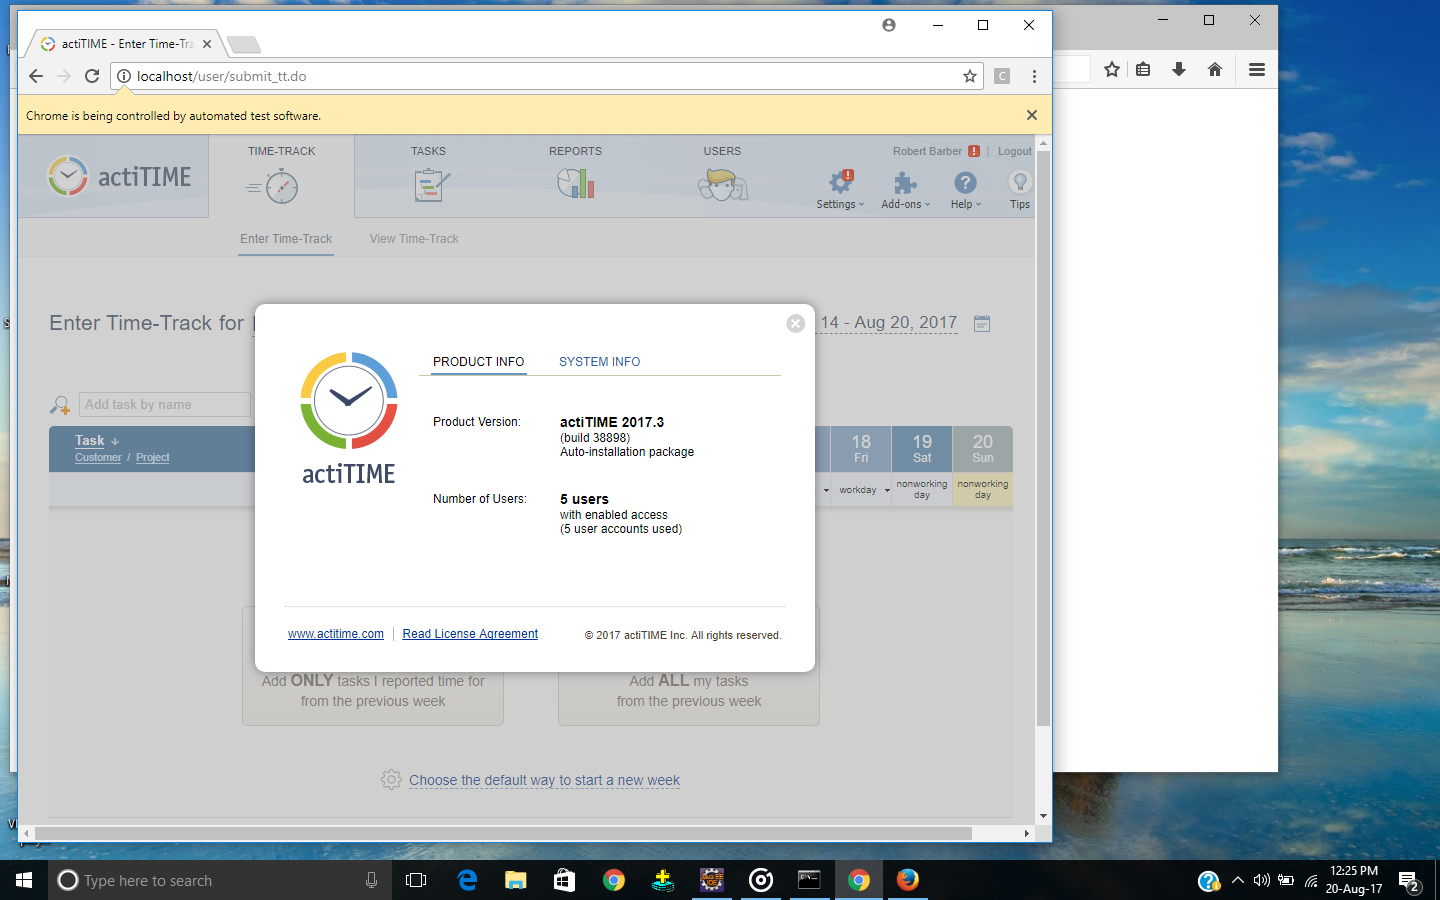 actiTIME - Enter Time-Tra
localhost/user/submit_tt.do
C
Chrome is being controlled by automated test software.
actiTIME
TIME-TRACK
TASKS
REPORTS
USERS
Robert Barber
Logout
Settings
Add-ons
Help
Tips
Enter Time-Track
View Time-Track
Enter Time-Track for
14 - Aug 20, 2017
Add task by name
Task
Customer / Project
18
Fri
19
Sat
20
Sun
workday
nonworking
day
nonworking
day
actiTIME
PRODUCT INFO
SYSTEM INFO
Product Version:
actiTIME 2017.3
(build 38898)
Auto-installation package
Number of Users:
5 users
with enabled access
(5 user accounts used)
www.actitime.com
Read License Agreement
© 2017 actiTIME Inc. All rights reserved.
Add ONLY tasks I reported time for
from the previous week
Add ALL my tasks
from the previous week
Choose the default way to start a new week
Type here to search
12:25 PM
20-Aug-17
2